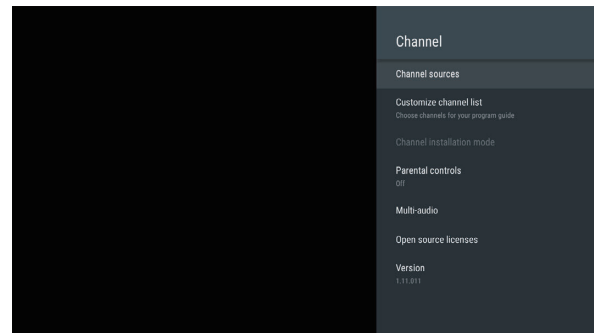 Channel
Channel sources
Customize channel list
Choose channels for your program guide
Channel installation mode
Parental controls
Off
Multi-audio
Open source licenses
Version
1.11.011